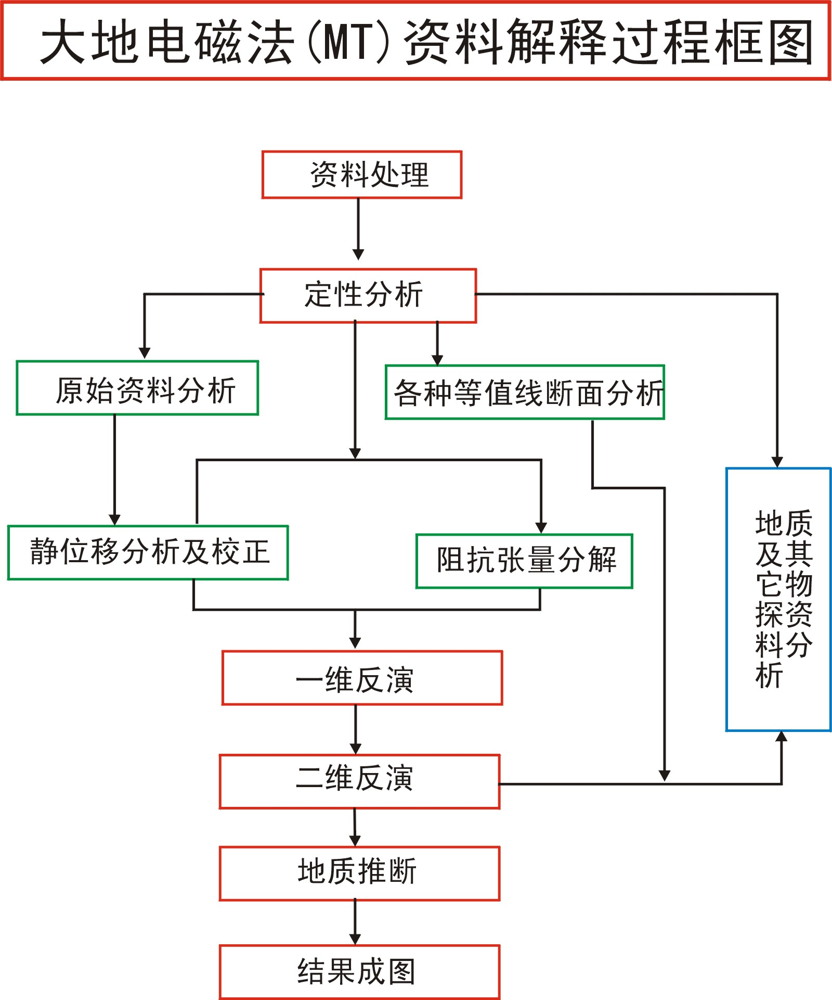 大地电磁法(MT)资料解释过程框图
资料处理
定性分析
原始资料分析
各种等值线断面分析
静位移分析及校正
阻抗张量分解
地质
及其
它物
探资
料分
析
一维反演
二维反演
地质推断
结果成图